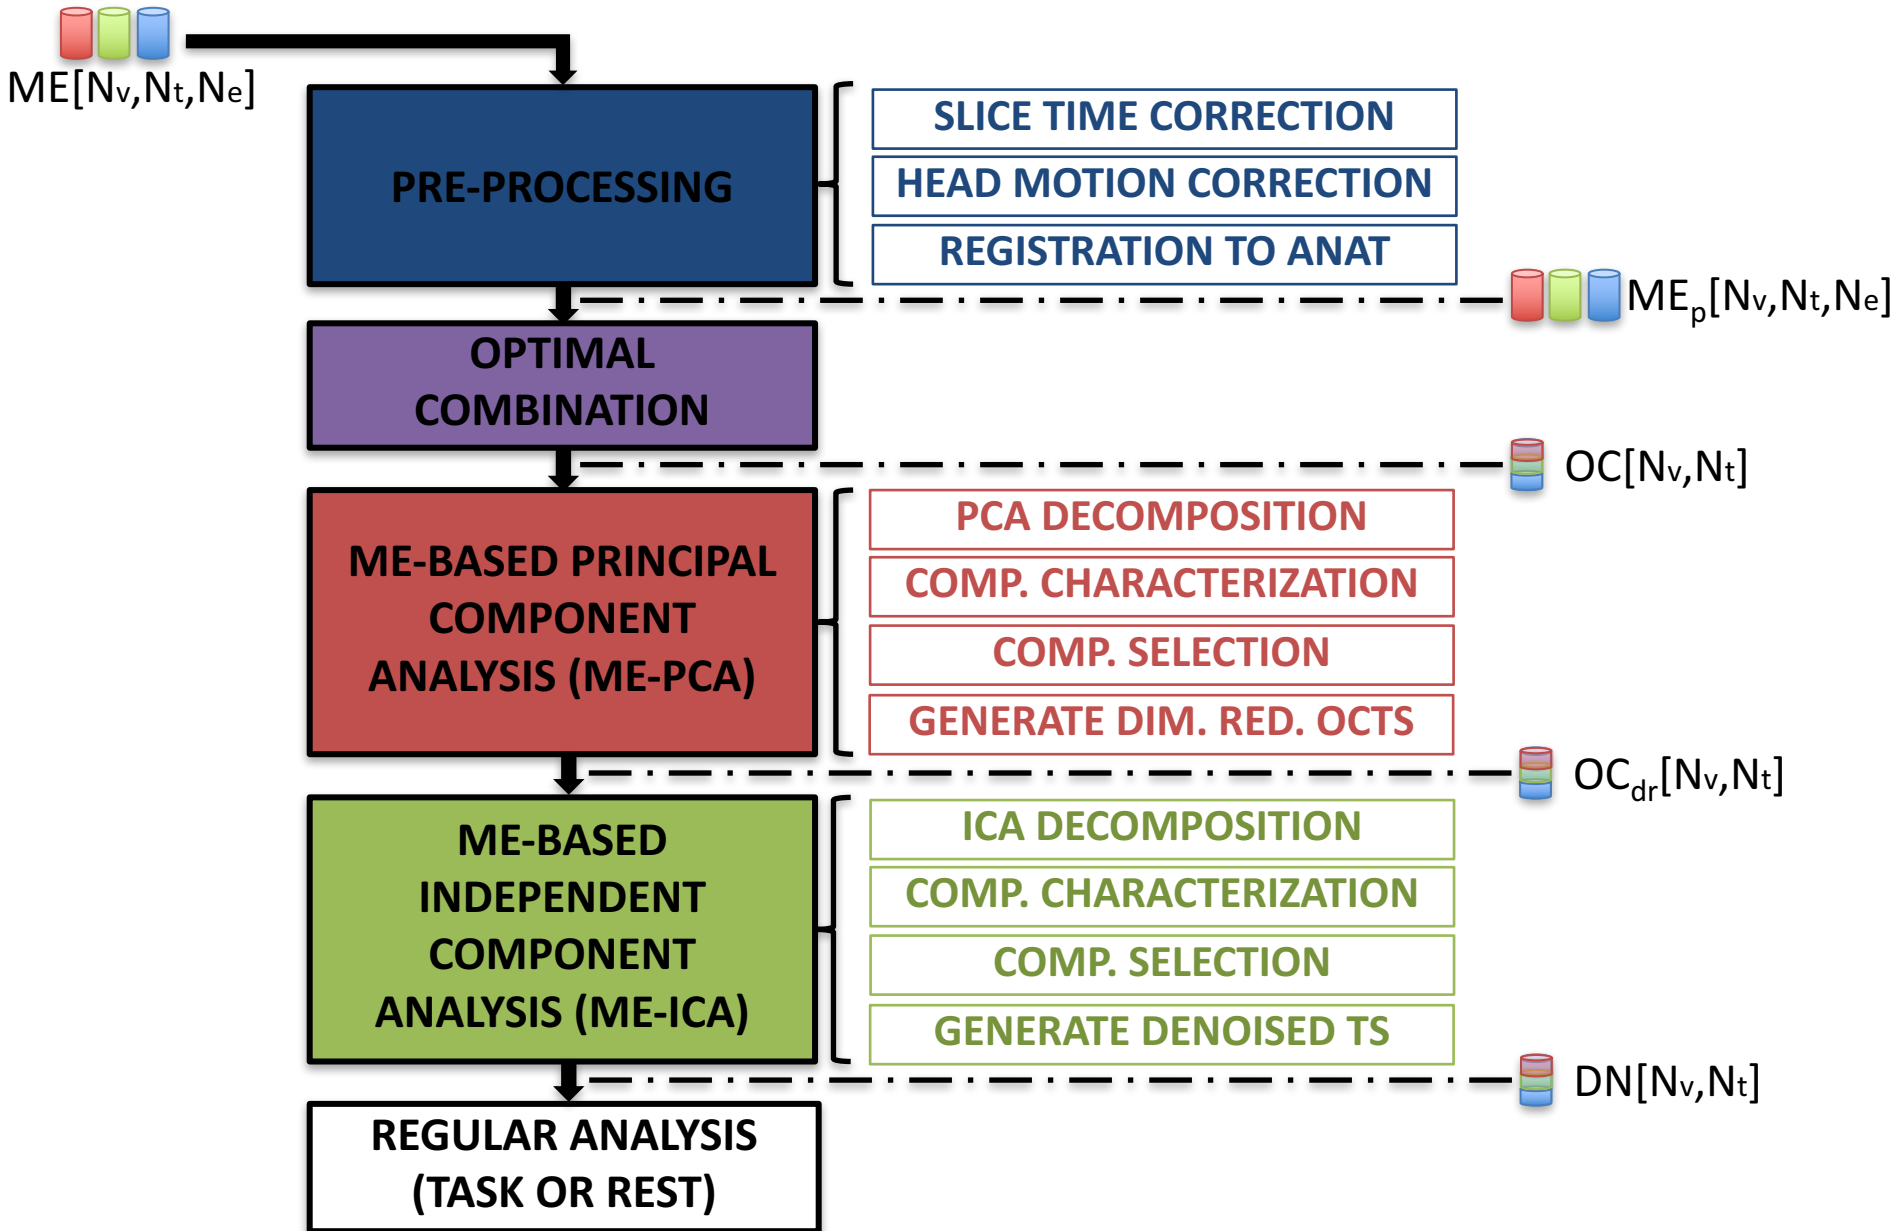 ME[Nv,Nt,Ne]
PRE-PROCESSING
SLICE TIME CORRECTION
HEAD MOTION CORRECTION
REGISTRATION TO ANAT
MEp[Nv,Nt,Ne]
OPTIMAL
COMBINATION
OC[Nv,Nt]
ME-BASED PRINCIPAL
COMPONENT
ANALYSIS (ME-PCA)
PCA DECOMPOSITION
COMP. CHARACTERIZATION
COMP. SELECTION
GENERATE DIM. RED. OCTS
OCdr[Nv,Nt]
ME-BASED
INDEPENDENT
COMPONENT
ANALYSIS (ME-ICA)
ICA DECOMPOSITION
COMP. CHARACTERIZATION
COMP. SELECTION
GENERATE DENOISED TS
DN[Nv,Nt]
REGULAR ANALYSIS
(TASK OR REST)